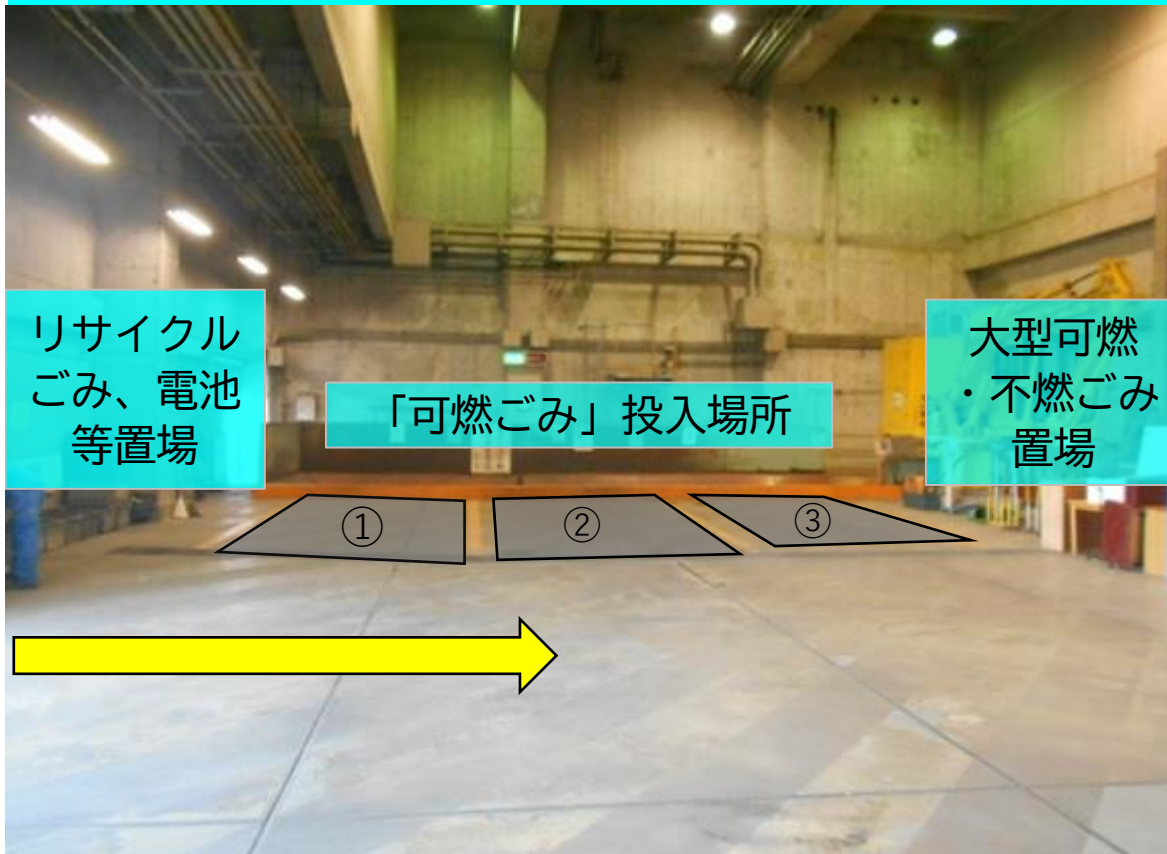 リサイクル
ごみ、電池
等置場
「可燃ごみ」投入場所
大型可燃
・不燃ごみ
置場
①
②
③